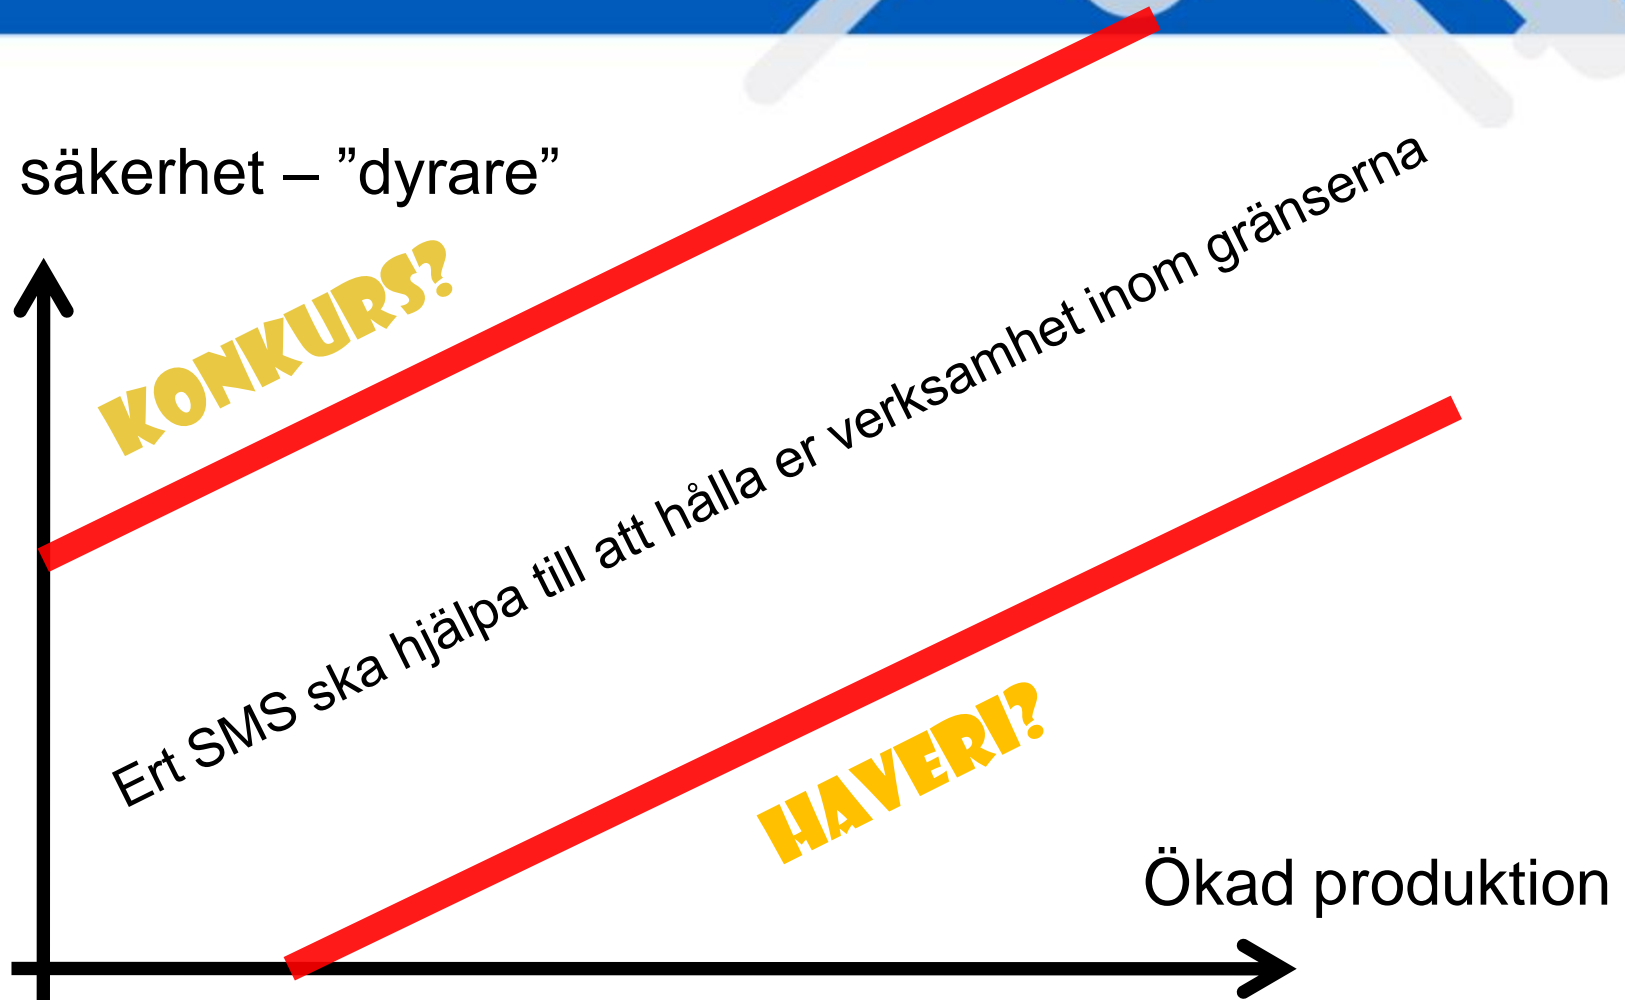 säkerhet – ”dyrare”
KONKURS?
Ert SMS ska hjälpa till att hålla er verksamhet inom gränserna
HAVERI?
Ökad produktion